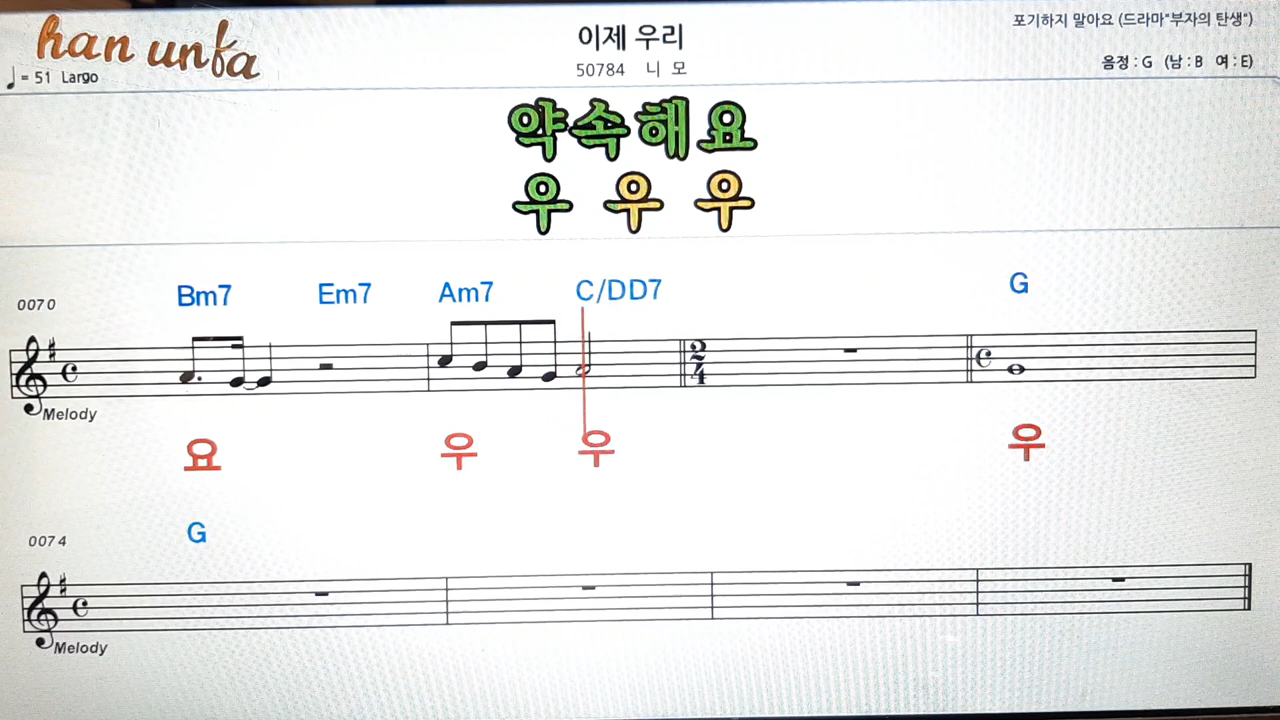 han unfa
♩= 51 Largo
이제 우리
50784 니 모
포기하지 말아요 (드라마"부자의 탄생")
음정 : G (남 : B 여 : E)
약속해요
우 우 우
0070
Bm7 Em7 Am7 C/DD7 G
2
4
Melody
요 우 우 우
0074
G
Melody